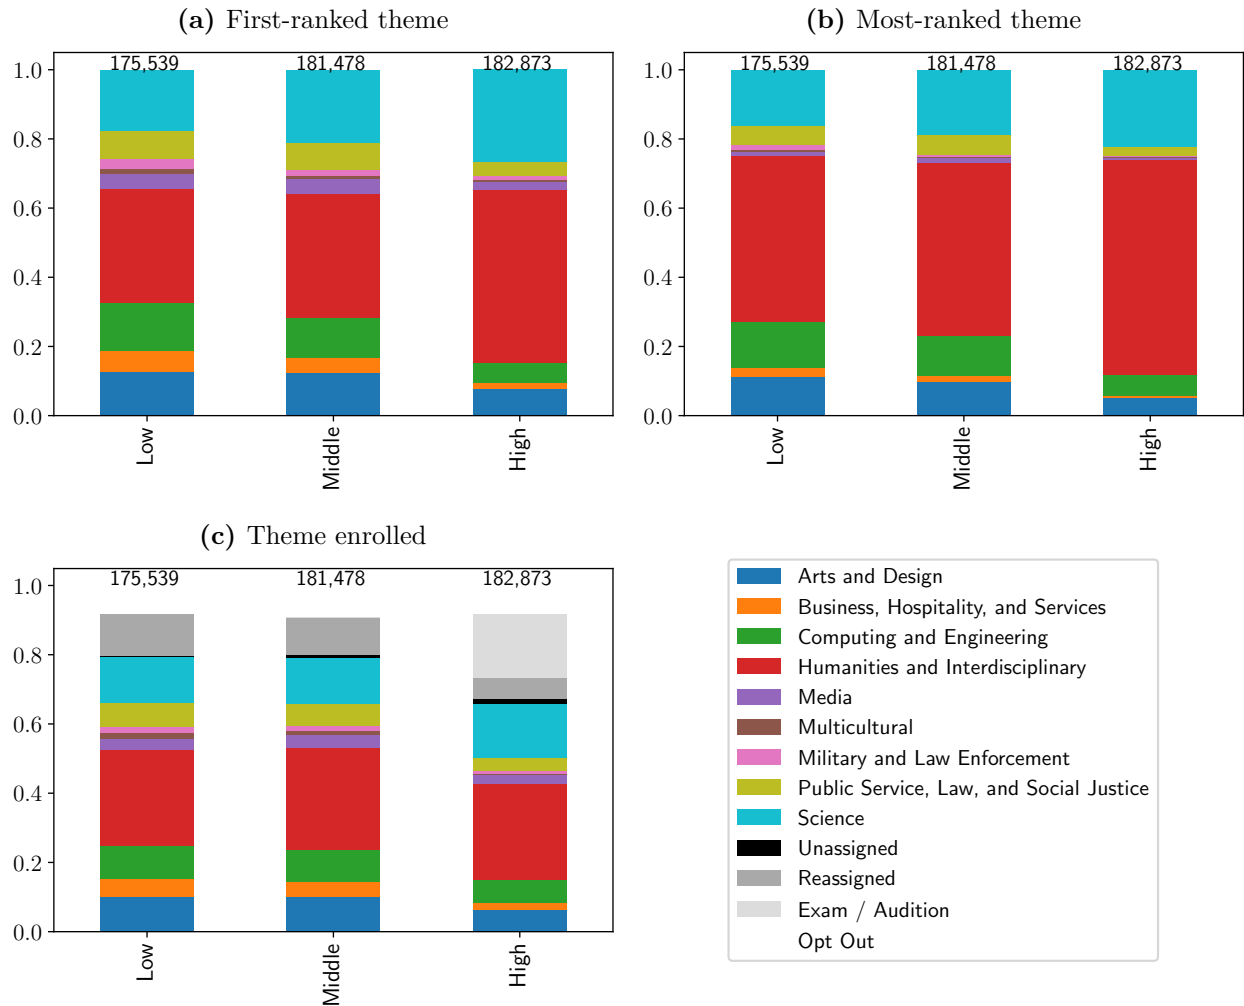 (a) First-ranked theme
175,539 181,478 182,873
1.0
0.8
0.6
0.4
0.2
0.0
Low
Middle
High
(b) Most-ranked theme
175,539 181,478 182,873
1.0
0.8
0.6
0.4
0.2
0.0
Low
Middle
High
(c) Theme enrolled
175,539 181,478 182,873
1.0
0.8
0.6
0.4
0.2
0.0
Low
Middle
High
Arts and Design
Business, Hospitality, and Services
Computing and Engineering
Humanities and Interdisciplinary
Media
Multicultural
Military and Law Enforcement
Public Service, Law, and Social Justice
Science
Unassigned
Reassigned
Exam / Audition
Opt Out